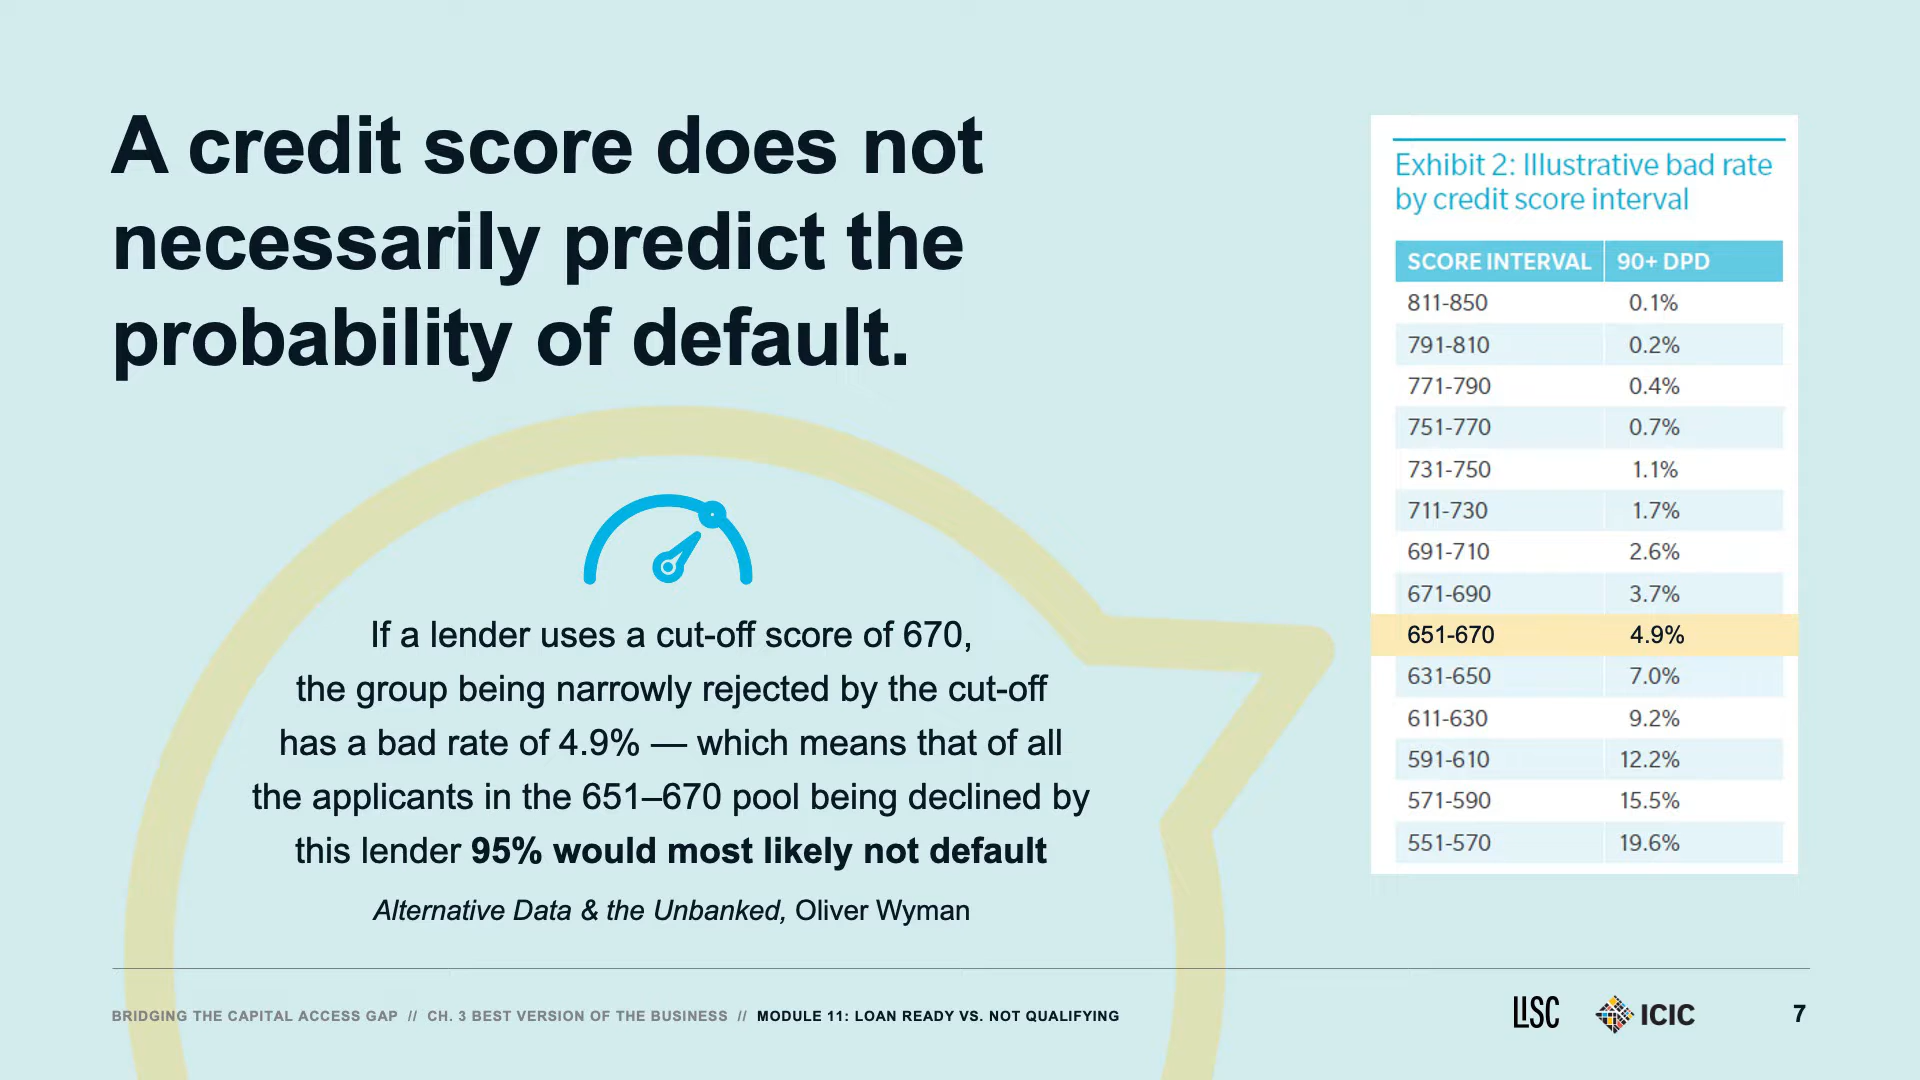 A credit score does not
necessarily predict the
probability of default.
If a lender uses a cut-off score of 670,
the group being narrowly rejected by the cut-off
has a bad rate of 4.9% — which means that of all
the applicants in the 651–670 pool being declined by
this lender 95% would most likely not default
Alternative Data & the Unbanked, Oliver Wyman
Exhibit 2: Illustrative bad rate
by credit score interval
SCORE INTERVAL 90+ DPD
811-850 0.1%
791-810 0.2%
771-790 0.4%
751-770 0.7%
731-750 1.1%
711-730 1.7%
691-710 2.6%
671-690 3.7%
651-670 4.9%
631-650 7.0%
611-630 9.2%
591-610 12.2%
571-590 15.5%
551-570 19.6%
BRIDGING THE CAPITAL ACCESS GAP // CH. 3 BEST VERSION OF THE BUSINESS // MODULE 11: LOAN READY VS. NOT QUALIFYING
LISC ICIC 7